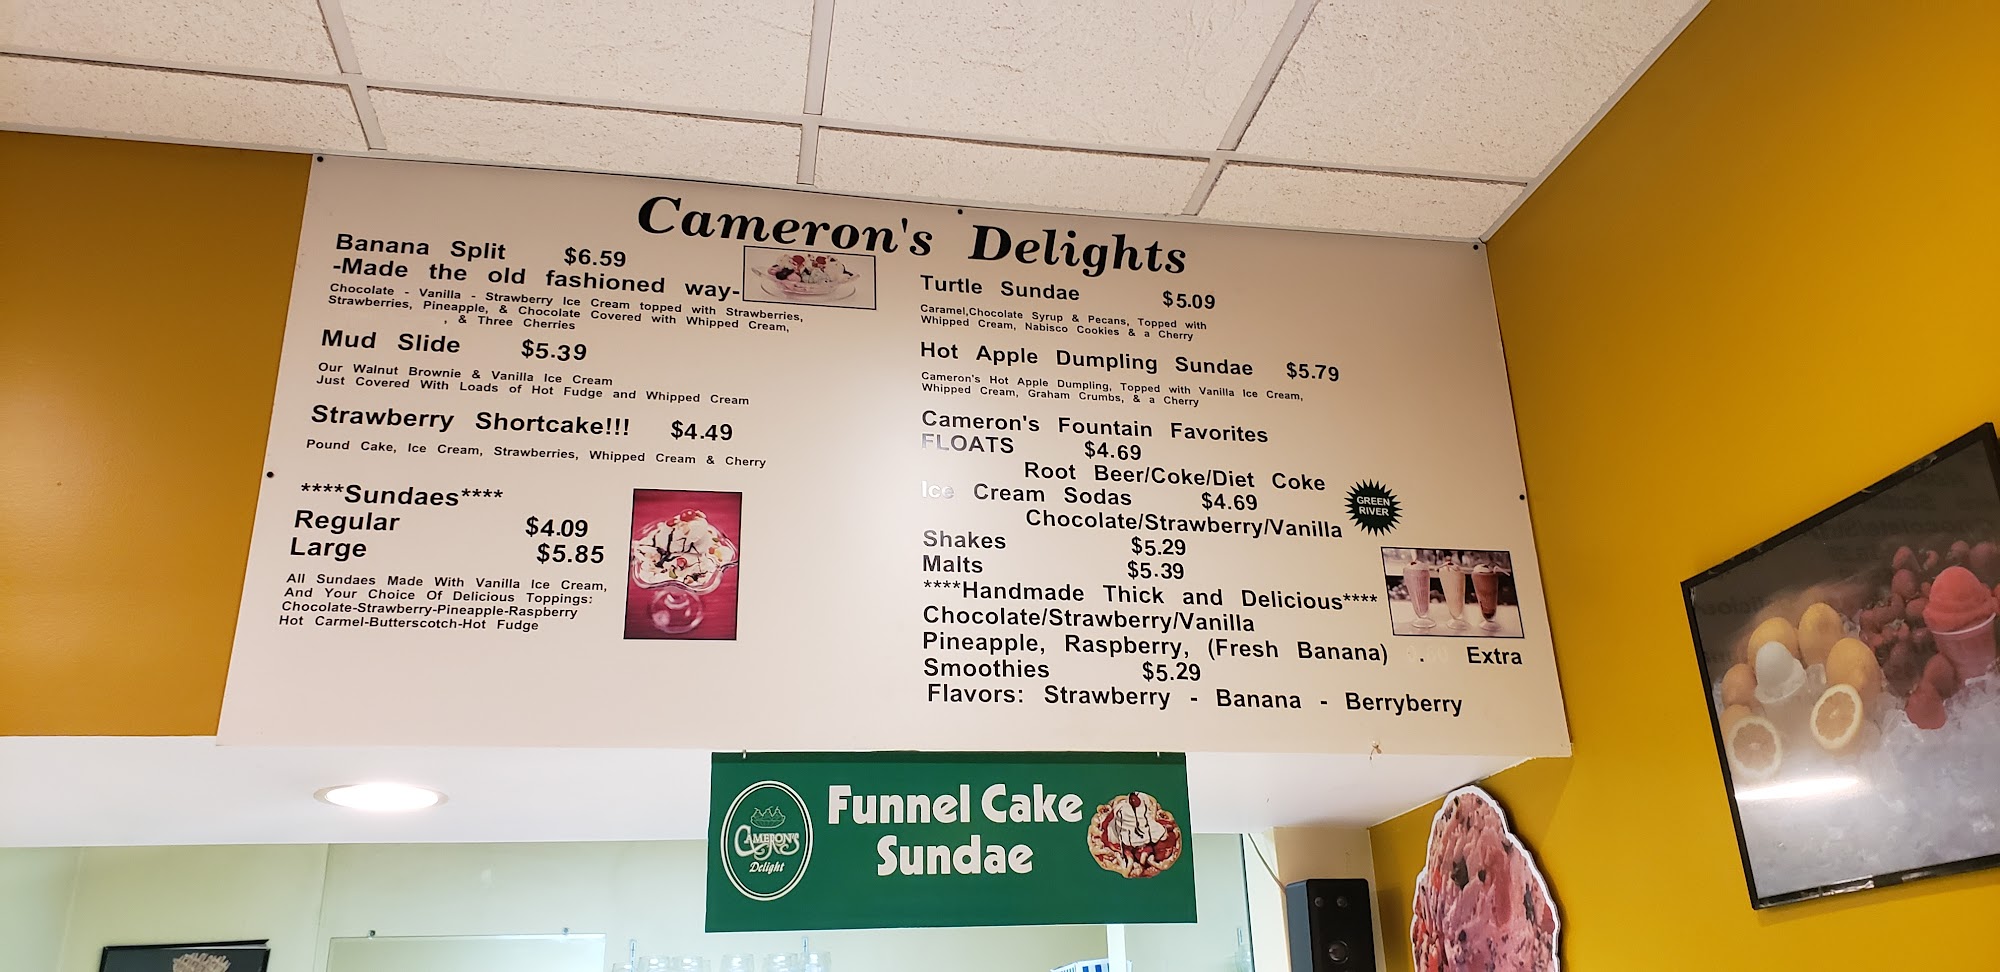 Cameron's Delights
Banana Split $6.59
-Made the old fashioned way-
Chocolate - Vanilla - Strawberry Ice Cream topped with Strawberries,
Strawberries, Pineapple, & Chocolate Covered with Whipped Cream,
, & Three Cherries
Mud Slide $5.39
Our Walnut Brownie & Vanilla Ice Cream
Just Covered With Loads of Hot Fudge and Whipped Cream
Strawberry Shortcake!!! $4.49
Pound Cake, Ice Cream, Strawberries, Whipped Cream & Cherry
****Sundaes****
Regular $4.09
Large $5.85
All Sundaes Made With Vanilla Ice Cream,
And Your Choice Of Delicious Toppings:
Chocolate-Strawberry-Pineapple-Raspberry
Hot Carmel-Butterscotch-Hot Fudge
Turtle Sundae $5.09
Caramel,Chocolate Syrup & Pecans, Topped with
Whipped Cream, Nabisco Cookies & a Cherry
Hot Apple Dumpling Sundae $5.79
Cameron's Hot Apple Dumpling, Topped with Vanilla Ice Cream,
Whipped Cream, Graham Crumbs, & a Cherry
Cameron's Fountain Favorites
FLOATS $4.69
Root Beer/Coke/Diet Coke
Ice Cream Sodas $4.69
Chocolate/Strawberry/Vanilla
GREEN
RIVER
Shakes $5.29
Malts $5.39
****Handmade Thick and Delicious****
Chocolate/Strawberry/Vanilla
Pineapple, Raspberry, (Fresh Banana) Extra
Smoothies $5.29
Flavors: Strawberry - Banana - Berryberry
CAMERON'S
Delight
Funnel Cake
Sundae